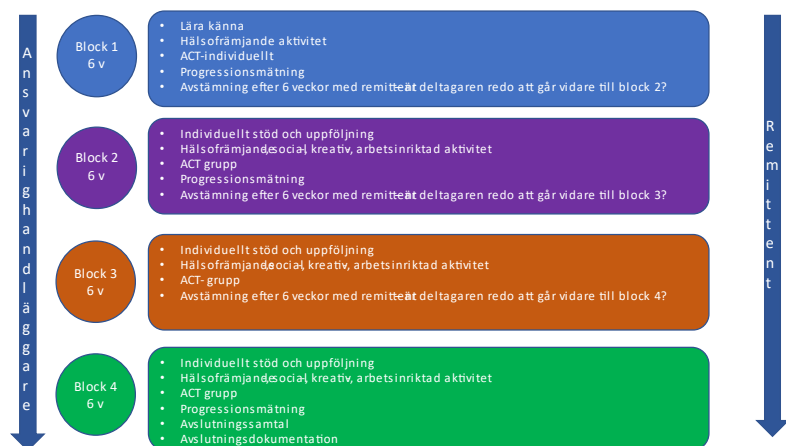 Ansvarig handläggare
Block 1
6 v
• Lära känna
• Hälsofrämjande aktivitet
• ACT-individuellt
• Progressionsmätning
• Avstämning efter 6 veckor med remittent – är deltagaren redo att går vidare till block 2?
Block 2
6 v
• Individuellt stöd och uppföljning
• Hälsofrämjande, social, kreativ, arbetsinriktad aktivitet
• ACT grupp
• Progressionsmätning
• Avstämning efter 6 veckor med remittent – är deltagaren redo att går vidare till block 3?
Block 3
6 v
• Individuellt stöd och uppföljning
• Hälsofrämjande, social-, kreativ, arbetsinriktad aktivitet
• ACT- grupp
• Avstämning efter 6 veckor med remittent – är deltagaren redo att går vidare till block 4?
Block 4
6 v
• Individuellt stöd och uppföljning
• Hälsofrämjande, social-, kreativ, arbetsinriktad aktivitet
• ACT grupp
• Progressionsmätning
• Avslutningssamtal
• Avslutningsdokumentation
Remittent